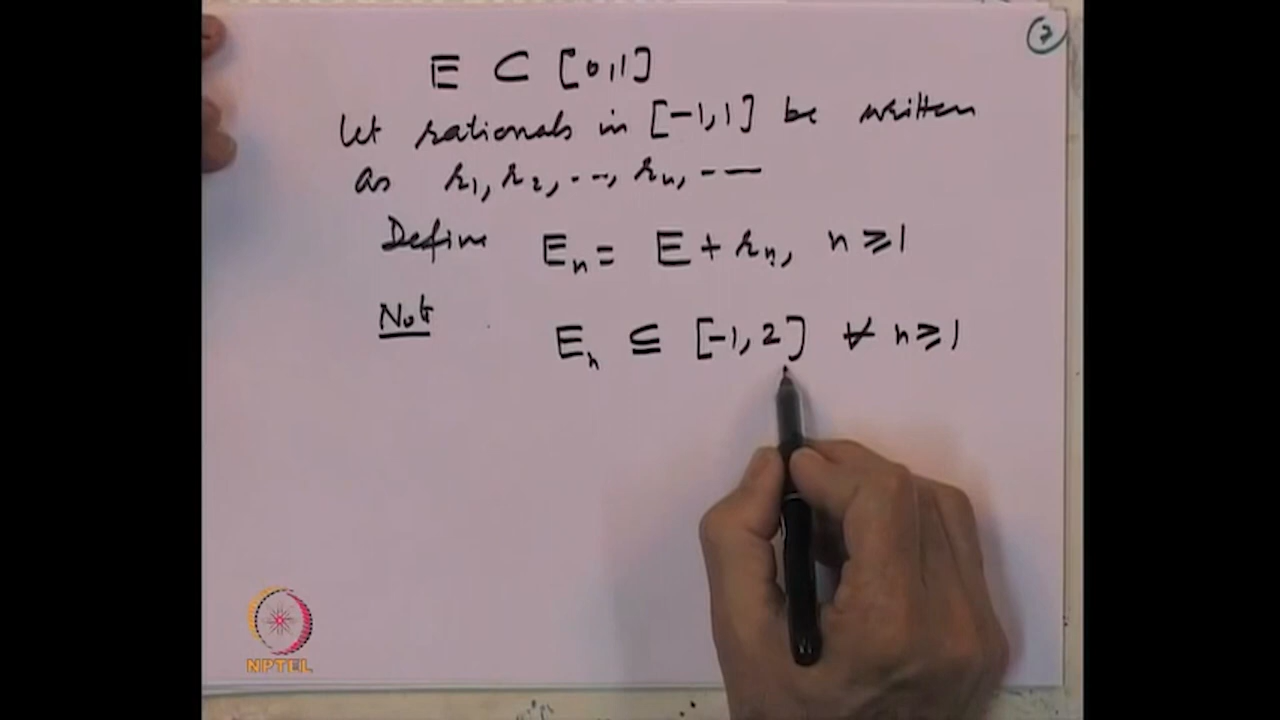 2
E ⊂ [0,1]
Let rationals in [-1,1] be written
as r1, r2, ..., rn, ---
Define En = E + rn, n ≥ 1
Note En ⊆ [-1, 2] ∀ n ≥ 1
NPTEL